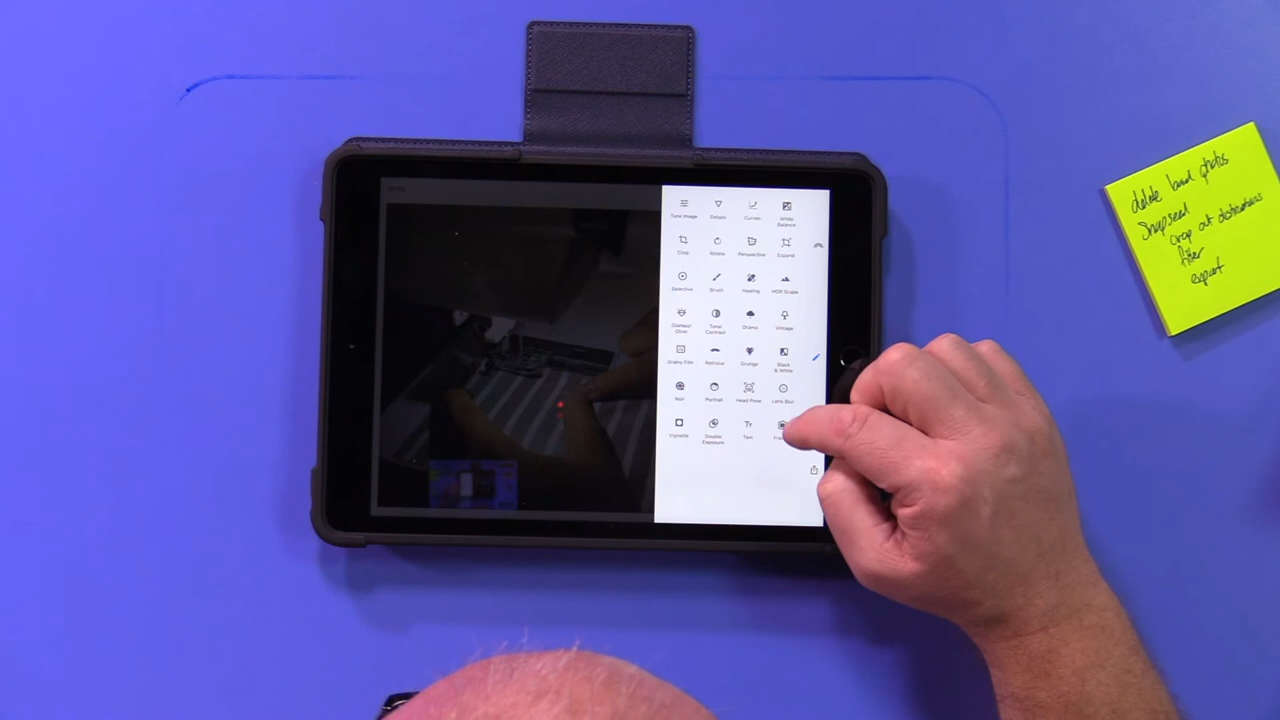 Tune Image Details Curves White Balance
Crop Rotate Perspective Expand
Selective Brush Healing HDR Scape
Glamour Glow Tonal Contrast Drama Vintage
Grainy Film Retrolux Grunge Black & White
Noir Portrait Head Pose Lens Blur
Vignette Double Exposure Text
delete bad photos
Snapseed
Crop out distractions
filter
export